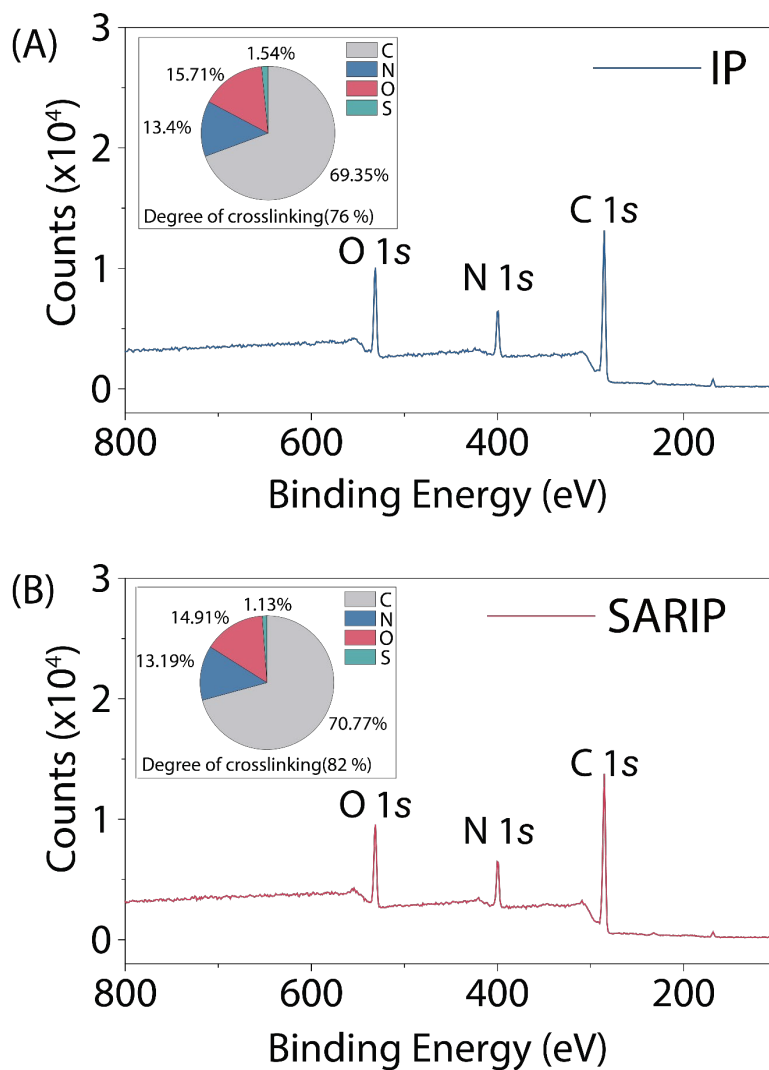 (A)
3
2
1
0
Counts (x10⁴)
1.54%
15.71%
13.4%
69.35%
C
N
O
S
Degree of crosslinking(76 %)
IP
O 1s
N 1s
C 1s
800
600
400
200
Binding Energy (eV)
(B)
3
2
1
0
Counts (x10⁴)
1.13%
14.91%
13.19%
70.77%
C
N
O
S
Degree of crosslinking(82 %)
SARIP
O 1s
N 1s
C 1s
800
600
400
200
Binding Energy (eV)